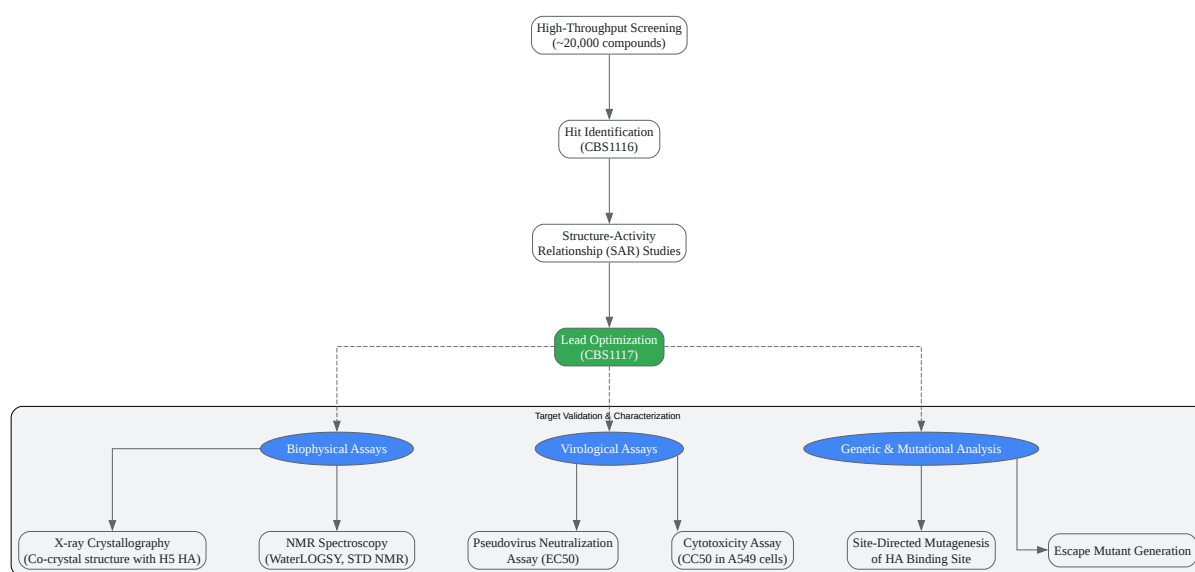 High-Throughput Screening
(~20,000 compounds)
Hit Identification
(CBS1116)
Structure-Activity
Relationship (SAR) Studies
Lead Optimization
(CBS1117)
Target Validation & Characterization
Biophysical Assays
Virological Assays
Genetic & Mutational Analysis
X-ray Crystallography
(Co-crystal structure with H5 HA)
NMR Spectroscopy
(WaterLOGSY, STD NMR)
Pseudovirus Neutralization
Assay (EC50)
Cytotoxicity Assay
(CC50 in A549 cells)
Site-Directed Mutagenesis
of HA Binding Site
Escape Mutant Generation